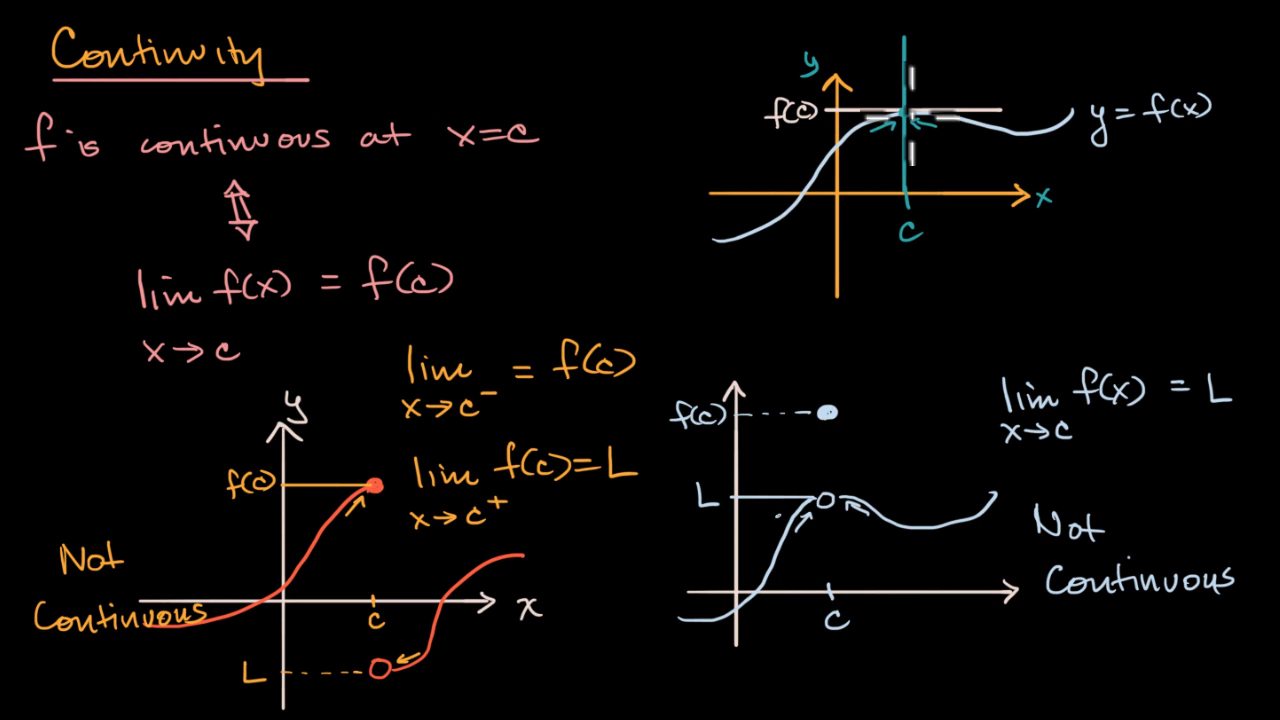 Continuity
f is continuous at x=c
lim f(x) = f(c)
x→c
y
f(c)
y = f(x)
x
c
lim = f(c)
x→c⁻
lim f(c) = L
x→c⁺
y
f(c)
Not
Continuous
c
x
L
f(c)
lim f(x) = L
x→c
L
Not
Continuous
c